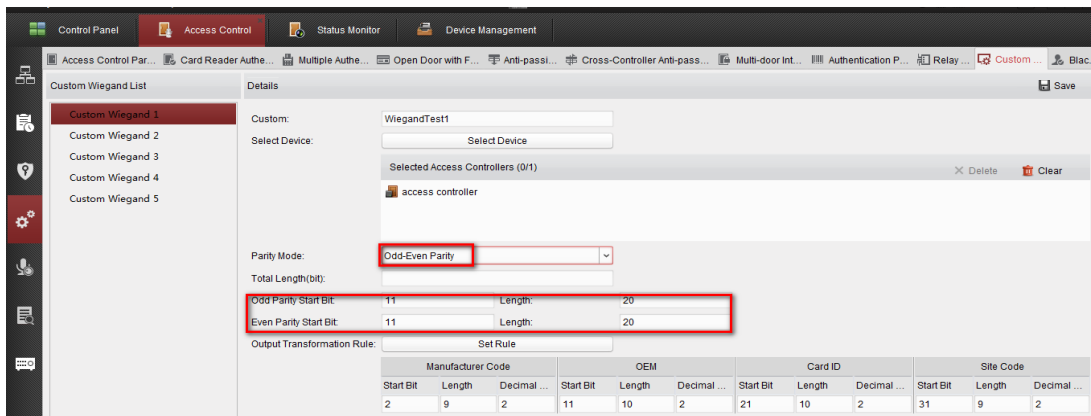 Control Panel Access Control Status Monitor Device Management
Access Control Par... Card Reader Authe... Multiple Authe... Open Door with F... Anti-passi... Cross-Controller Anti-pass... Multi-door Int... Authentication P... Relay ... Custom ... Blac...
Custom Wiegand List Details Save
Custom Wiegand 1
Custom Wiegand 2
Custom Wiegand 3
Custom Wiegand 4
Custom Wiegand 5
Custom: WiegandTest1
Select Device: Select Device
Selected Access Controllers (0/1) Delete Clear
access controller
Parity Mode: Odd-Even Parity
Total Length(bit):
Odd Parity Start Bit: 11 Length: 20
Even Parity Start Bit: 11 Length: 20
Output Transformation Rule: Set Rule
Manufacturer Code OEM Card ID Site Code
Start Bit Length Decimal ... Start Bit Length Decimal ... Start Bit Length Decimal ... Start Bit Length Decimal ...
2 9 2 11 10 2 21 10 2 31 9 2